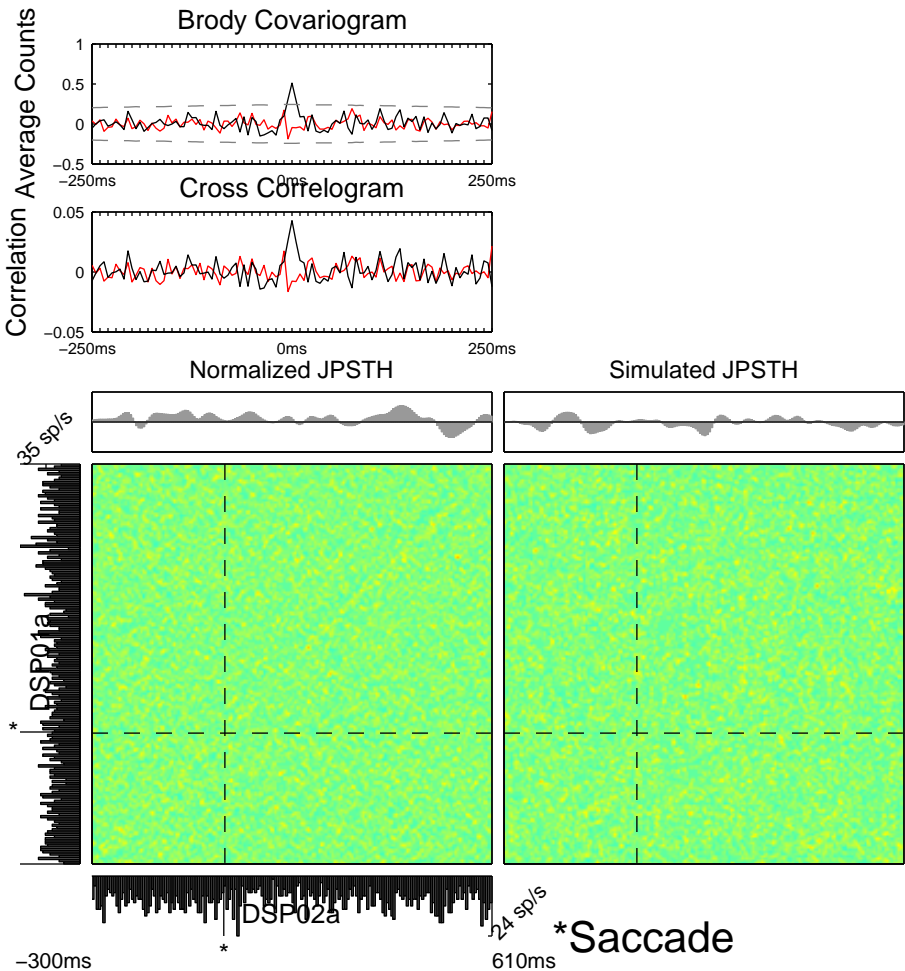 Brody Covariogram
Average Counts
1
0.5
0
−0.5
−250ms
0ms
250ms
Cross Correlogram
Correlation
0.05
0
−0.05
−250ms
0ms
250ms
Normalized JPSTH
Simulated JPSTH
35 sp/s
DSP01a
*
DSP02a
24 sp/s
*
*Saccade
−300ms
610ms